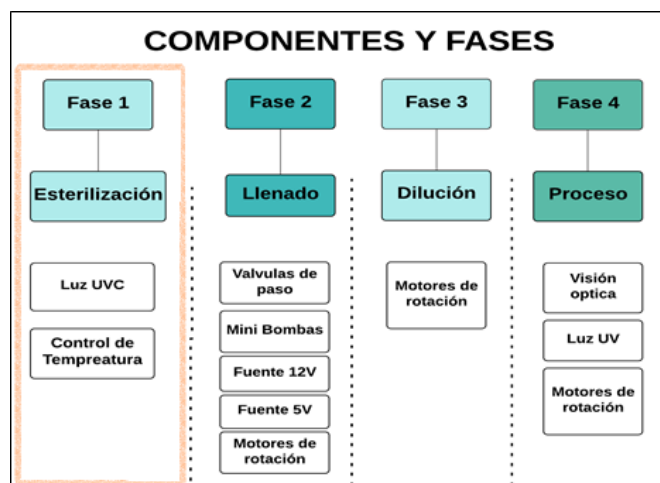 COMPONENTES Y FASES
Fase 1
Fase 2
Fase 3
Fase 4
Esterilización
Llenado
Dilución
Proceso
Luz UVC
Control de
Tempreatura
Valvulas de
paso
Mini Bombas
Fuente 12V
Fuente 5V
Motores de
rotación
Motores de
rotación
Visión
optica
Luz UV
Motores de
rotación